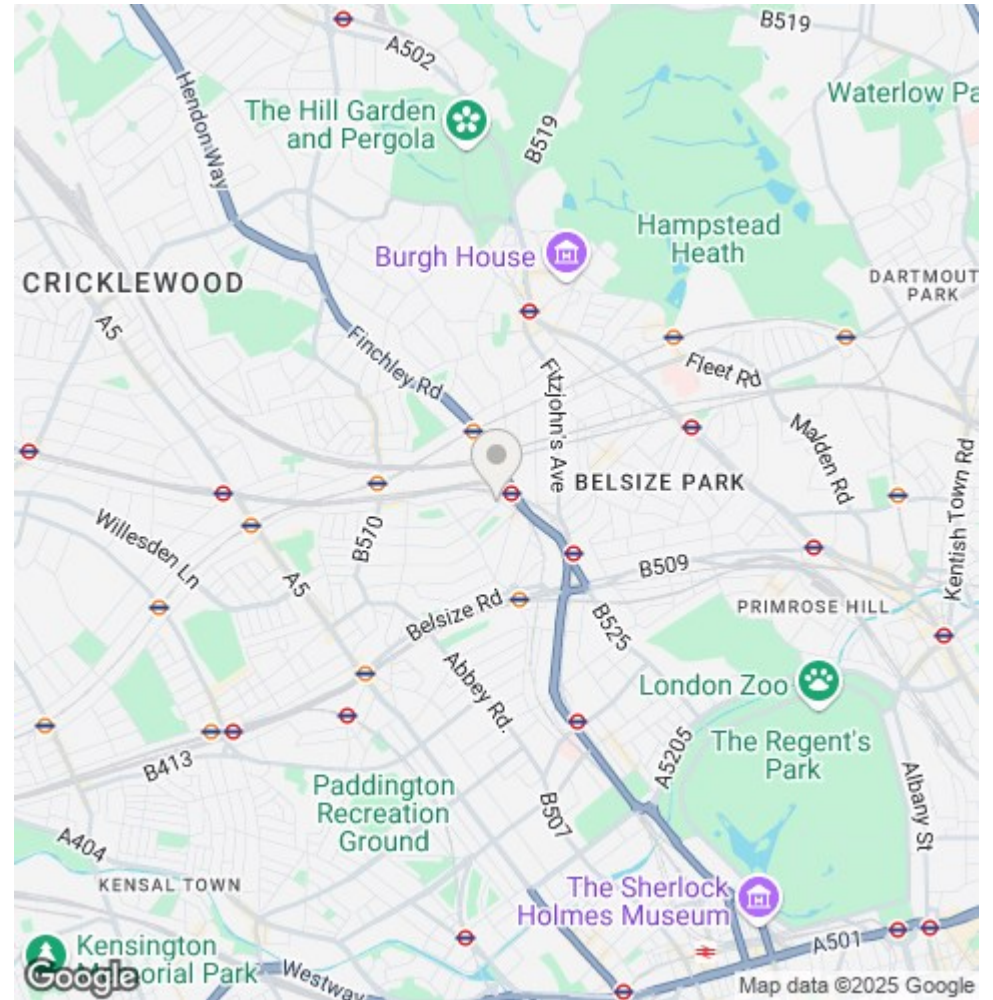 B519
A502
Waterlow Pa
The Hill Garden
and Pergola
Hendon Way
B519
Hampstead
Heath
Burgh House
CRICKLEWOOD
DARTMOUT
PARK
A5
Finchley Rd
Fleet Rd
Fitzjohn's Ave
Malden Rd
BELSIZE PARK
Kentish Town Rd
Willesden Ln
B570
A5
B509
Belsize Rd
PRIMROSE HILL
B525
Abbey Rd.
London Zoo
The Regent's
Park
A5205
B413
Paddington
Recreation
Ground
B507
Albany St
A404
KENSAL TOWN
The Sherlock
Holmes Museum
A501
Kensington
Memorial Park
Westway
Google
Map data ©2025 Google